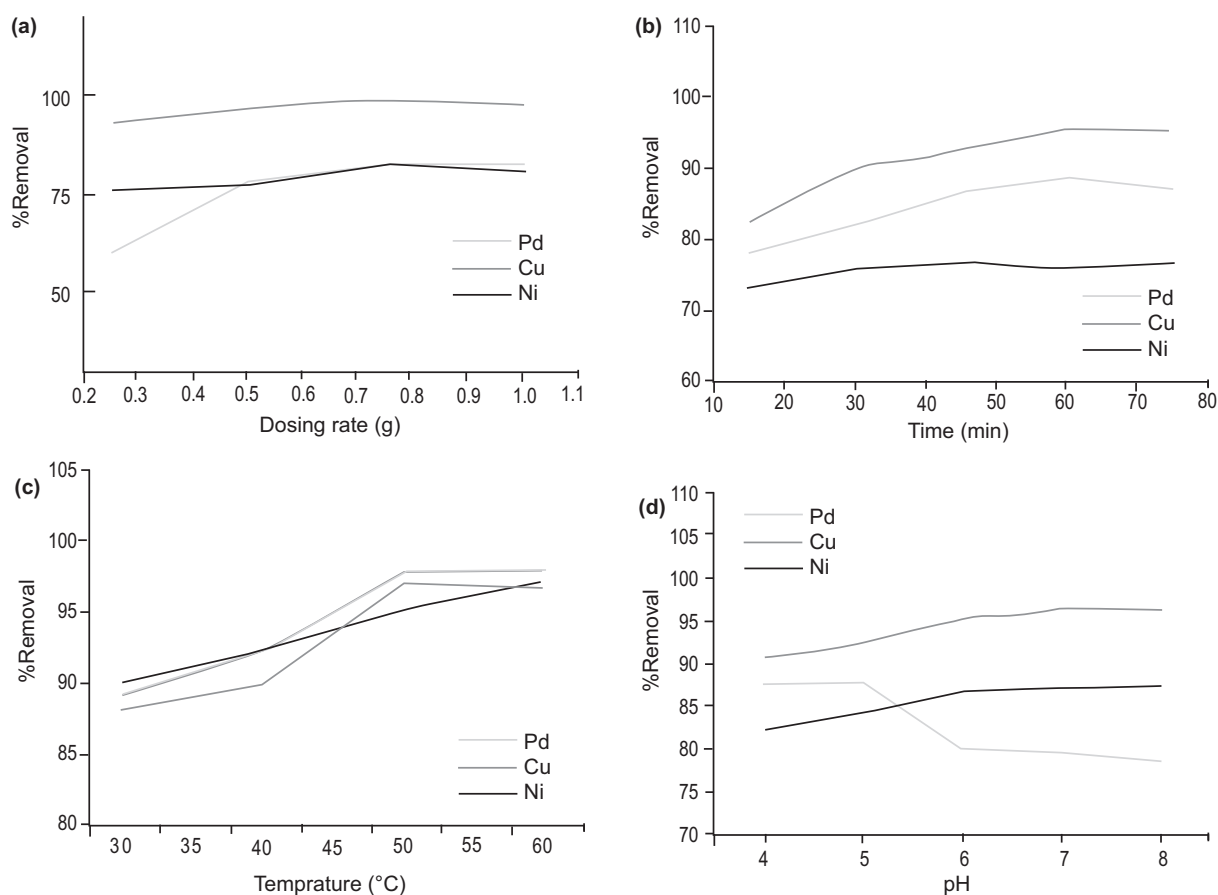 (a)
100
75
50
%Removal
Pd
Cu
Ni
0.2 0.3 0.4 0.5 0.6 0.7 0.8 0.9 1.0 1.1
Dosing rate (g)
(b)
110
100
90
80
70
60
%Removal
Pd
Cu
Ni
10 20 30 40 50 60 70 80
Time (min)
(c)
105
100
95
90
85
80
%Removal
Pd
Cu
Ni
30 35 40 45 50 55 60
Temprature (°C)
(d)
110
105
100
95
90
85
80
75
70
%Removal
Pd
Cu
Ni
4 5 6 7 8
pH